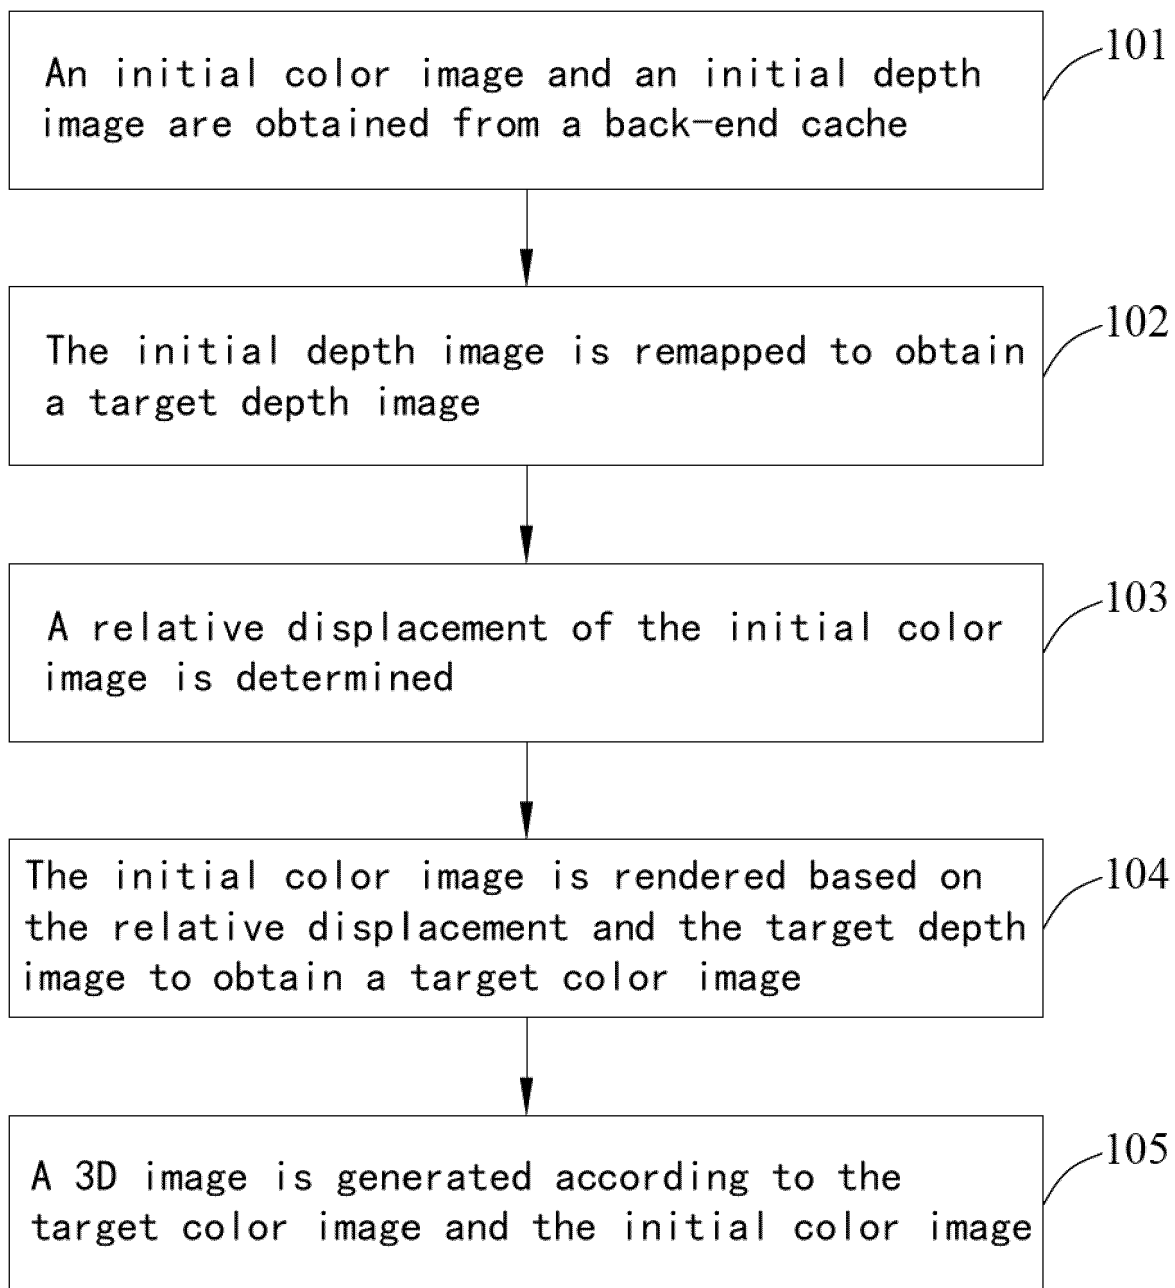 An initial color image and an initial depth
image are obtained from a back-end cache
101
The initial depth image is remapped to obtain
a target depth image
102
A relative displacement of the initial color
image is determined
103
The initial color image is rendered based on
the relative displacement and the target depth
image to obtain a target color image
104
A 3D image is generated according to the
target color image and the initial color image
105